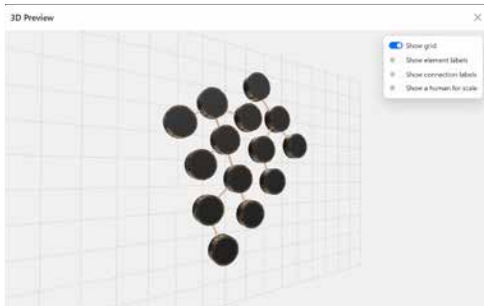 3D Preview
Show grid
Show element labels
Show connection labels
Show a human for scale